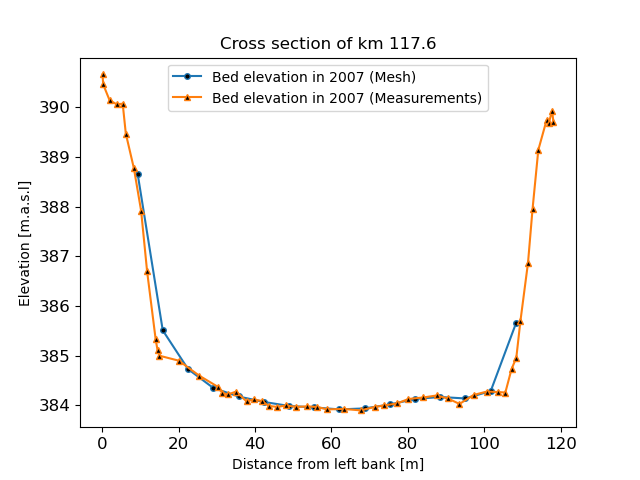 Cross section of km 117.6
Bed elevation in 2007 (Mesh)
Bed elevation in 2007 (Measurements)
390
389
388
387
386
385
384
Elevation [m.a.s.l]
0 20 40 60 80 100 120
Distance from left bank [m]